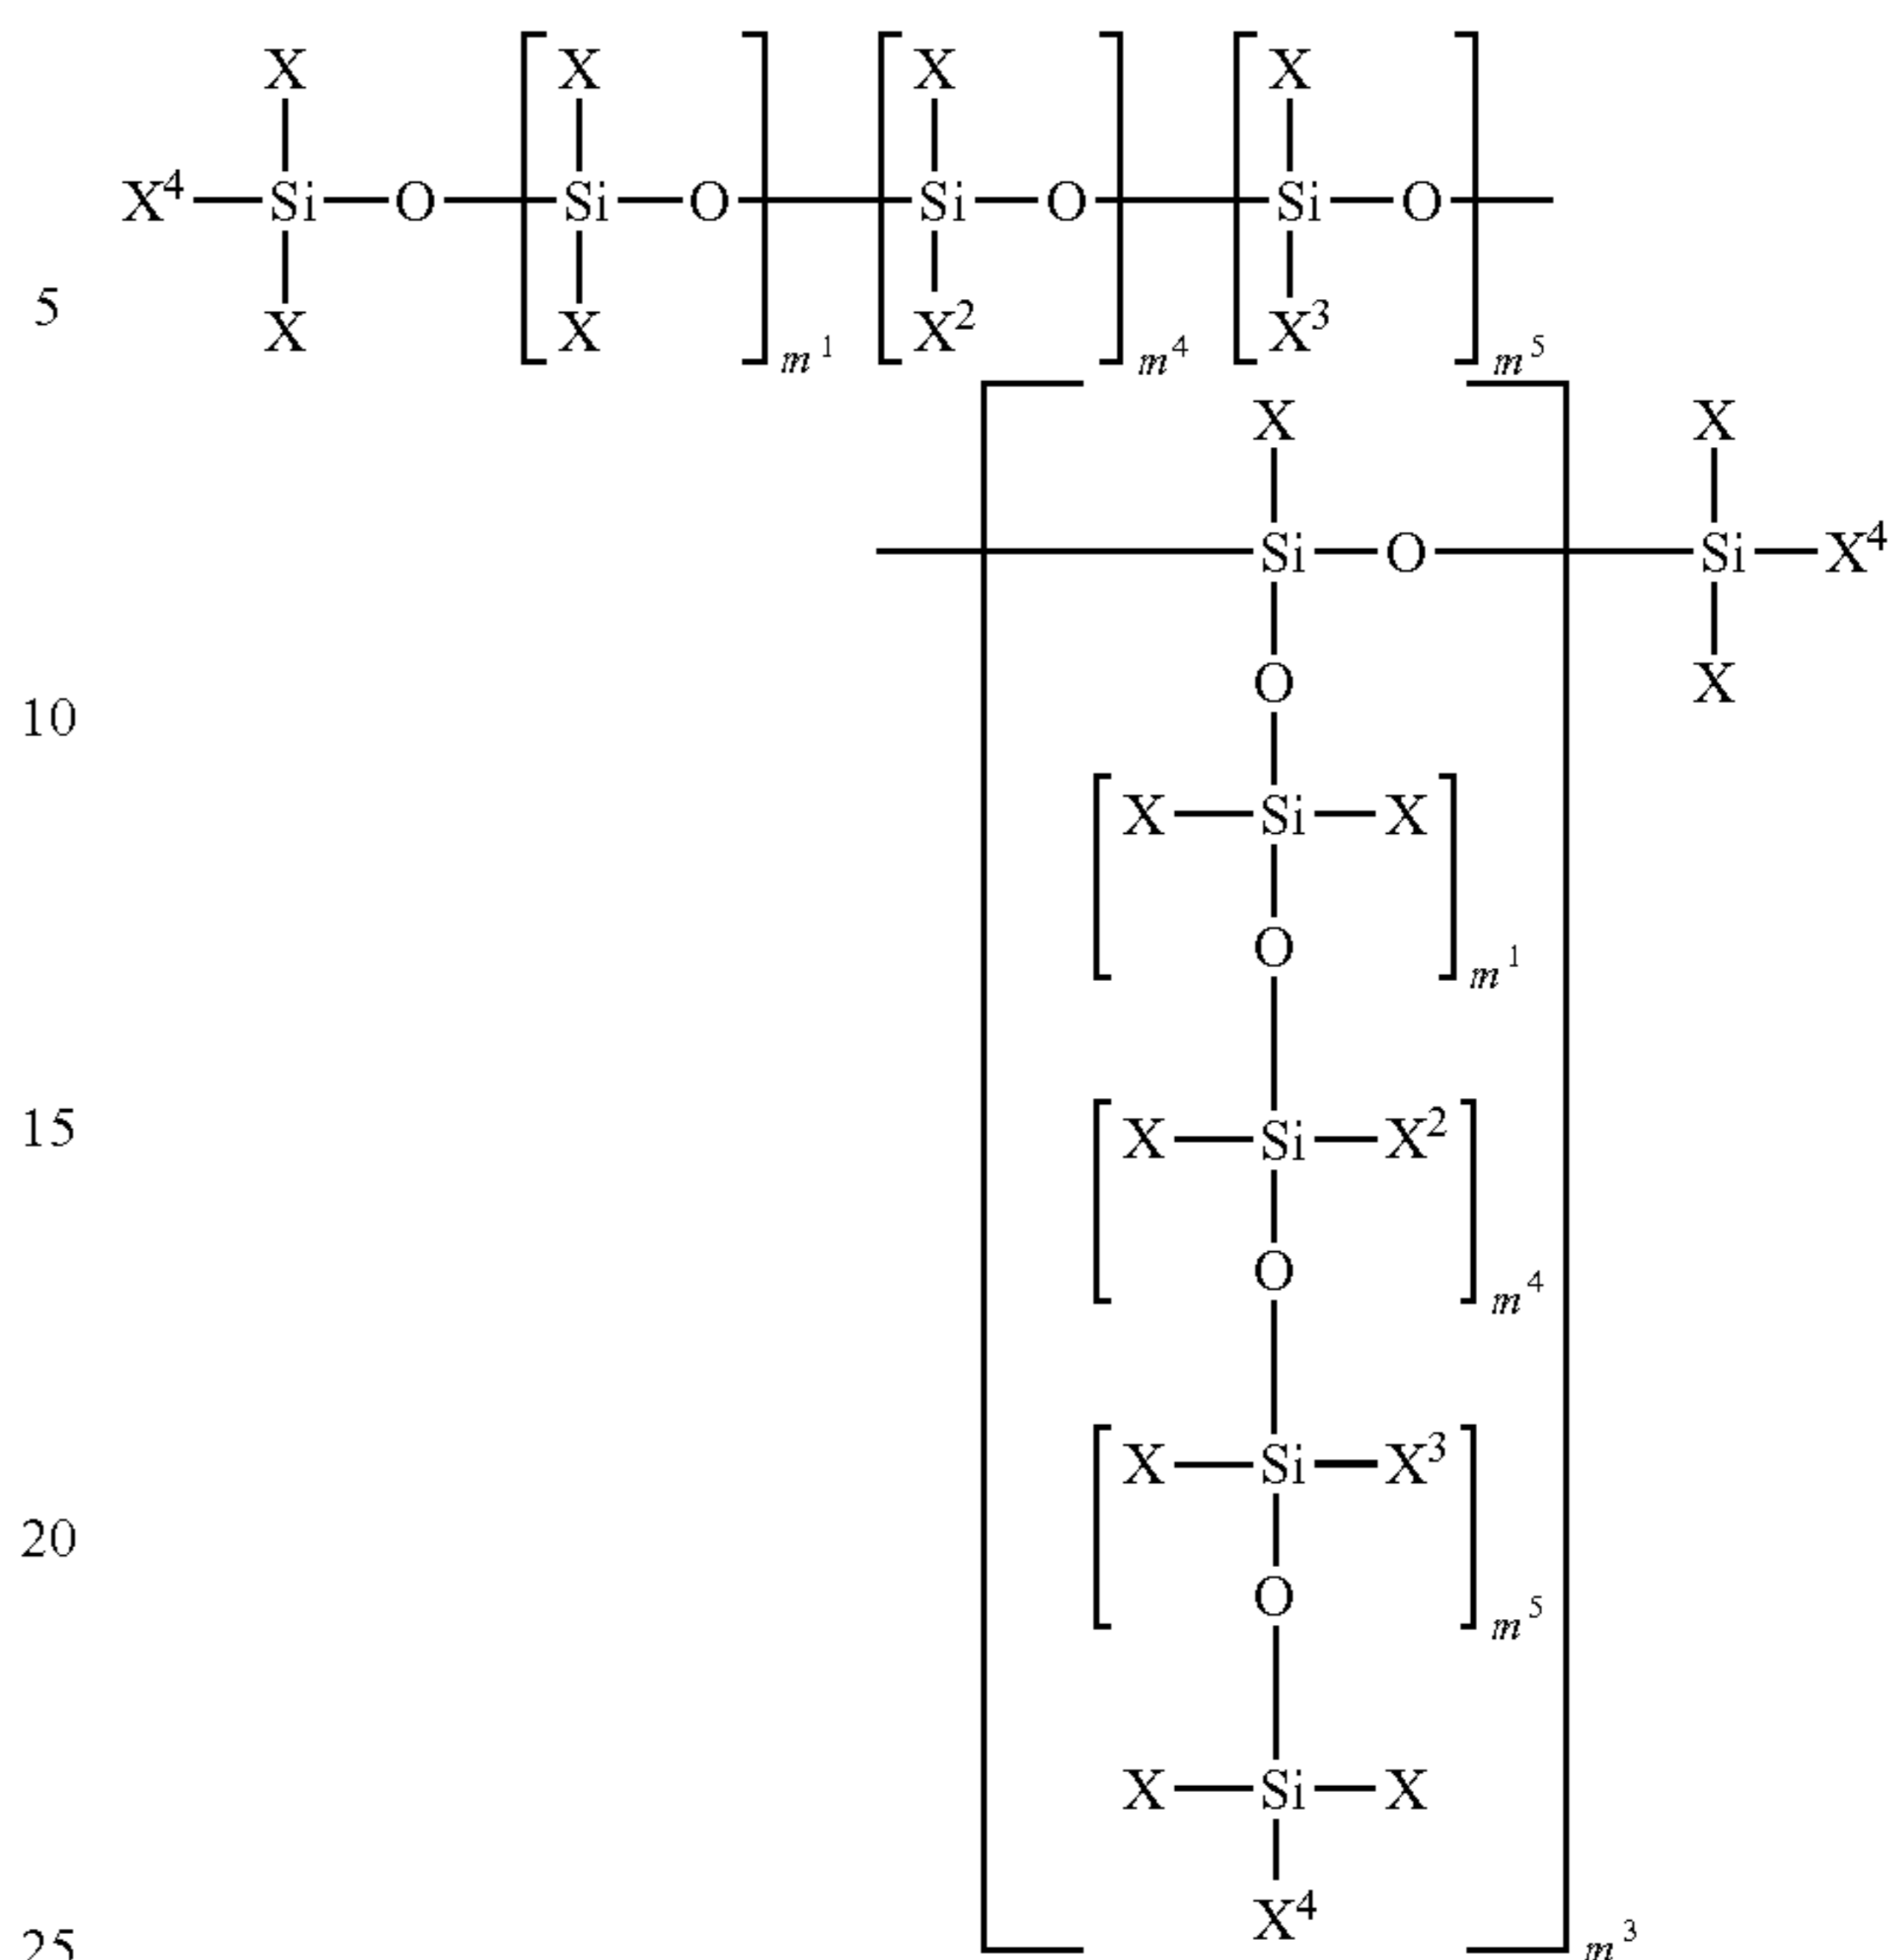 X X X X
X⁴—Si—O—[Si—O]—[Si—O]—[Si—O]—
5
X X m¹ X² m⁴ X³ m⁵
X X
—[Si—O]—Si—X⁴
O X
10
[X—Si—X]
O m¹
15 [X—Si—X²]
O m⁴
[X—Si—X³]
20
O m⁵
X—Si—X
X⁴
25 m³